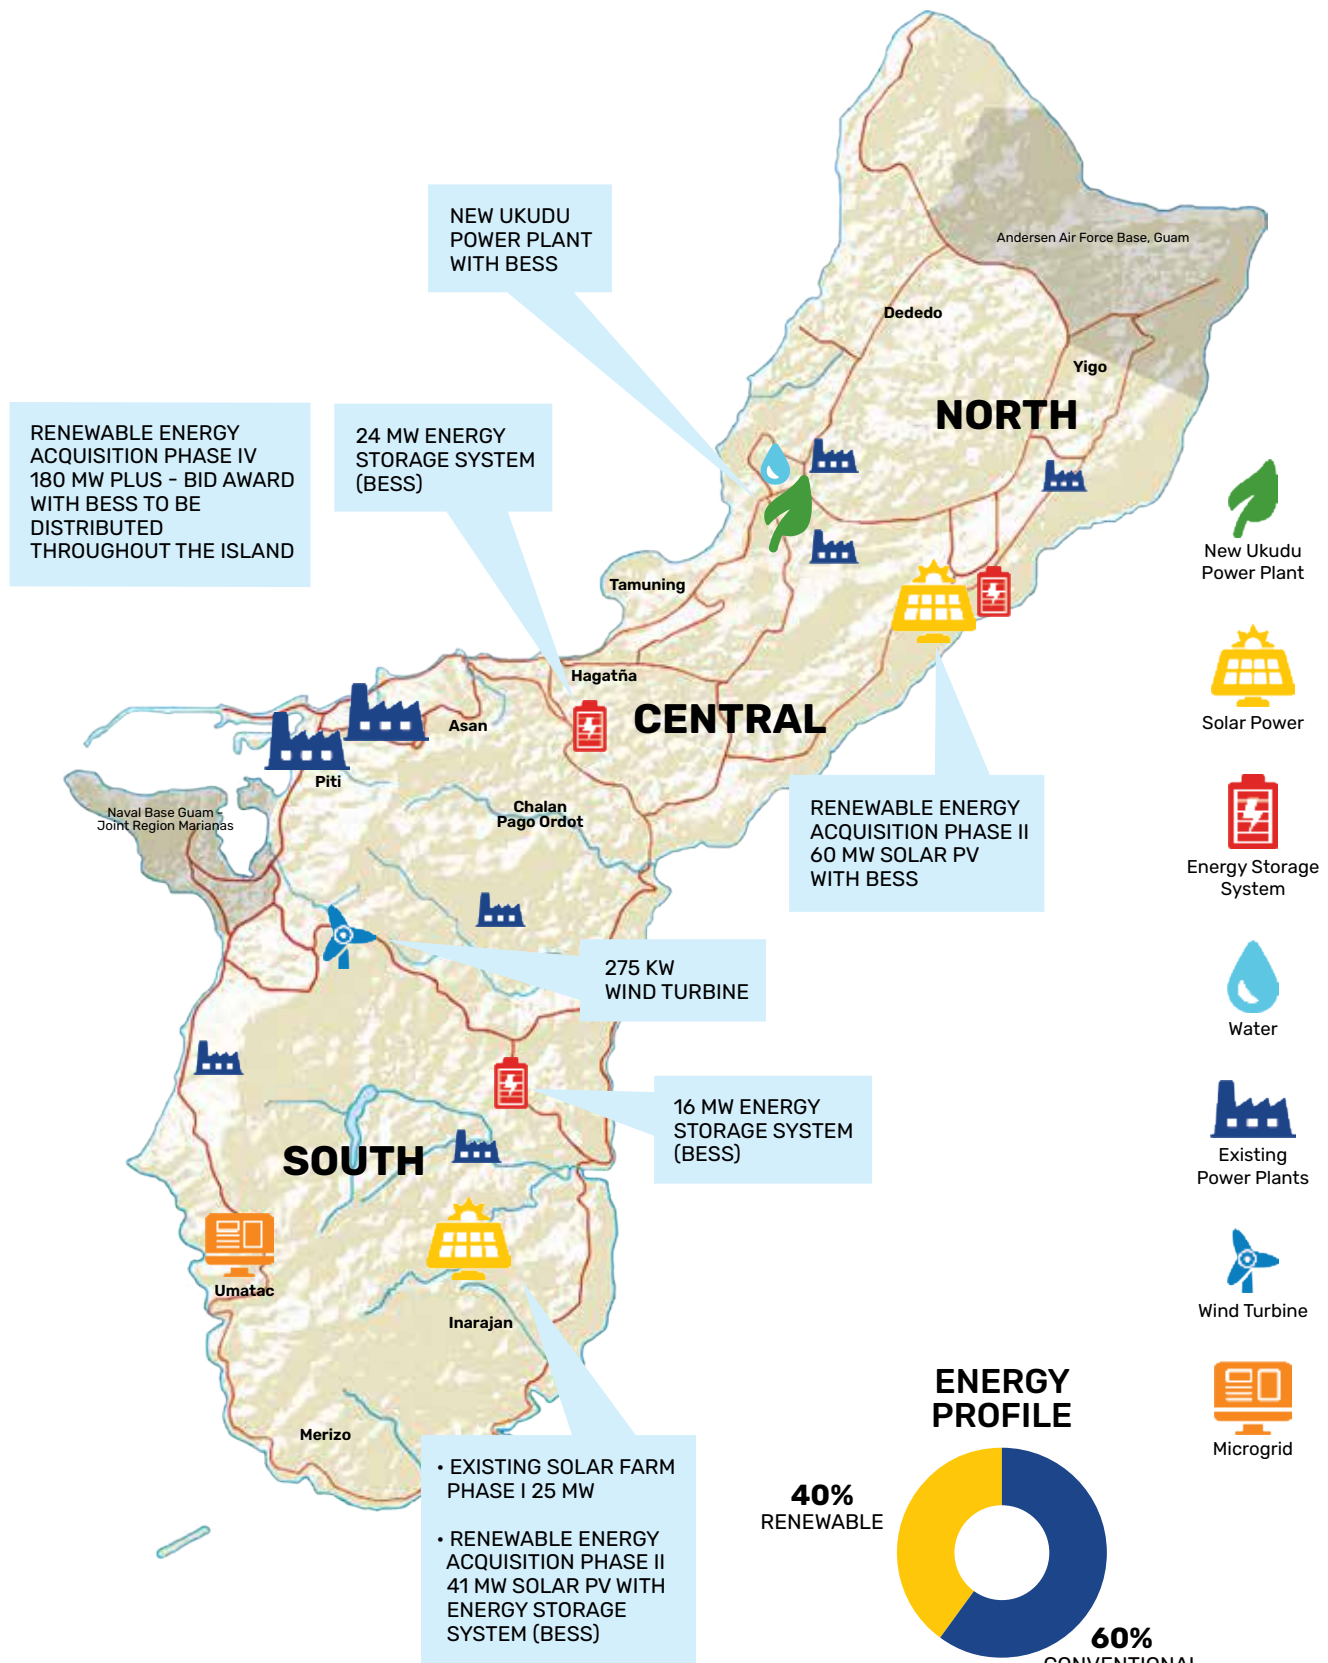 NEW UKUDU
POWER PLANT
WITH BESS
Andersen Air Force Base, Guam
Dededo
Yigo
NORTH
RENEWABLE ENERGY
ACQUISITION PHASE IV
180 MW PLUS - BID AWARD
WITH BESS TO BE
DISTRIBUTED
THROUGHOUT THE ISLAND
24 MW ENERGY
STORAGE SYSTEM
(BESS)
Tamuning
Hagatña
CENTRAL
Asan
Piti
Naval Base Guam -
Joint Region Marianas
Chalan
Pago Ordot
RENEWABLE ENERGY
ACQUISITION PHASE II
60 MW SOLAR PV
WITH BESS
275 KW
WIND TURBINE
16 MW ENERGY
STORAGE SYSTEM
(BESS)
SOUTH
Umatac
Inarajan
Merizo
• EXISTING SOLAR FARM
PHASE I 25 MW
• RENEWABLE ENERGY
ACQUISITION PHASE II
41 MW SOLAR PV WITH
ENERGY STORAGE
SYSTEM (BESS)
New Ukudu
Power Plant
Solar Power
Energy Storage
System
Water
Existing
Power Plants
Wind Turbine
Microgrid
ENERGY
PROFILE
40%
RENEWABLE
60%
CONVENTIONAL